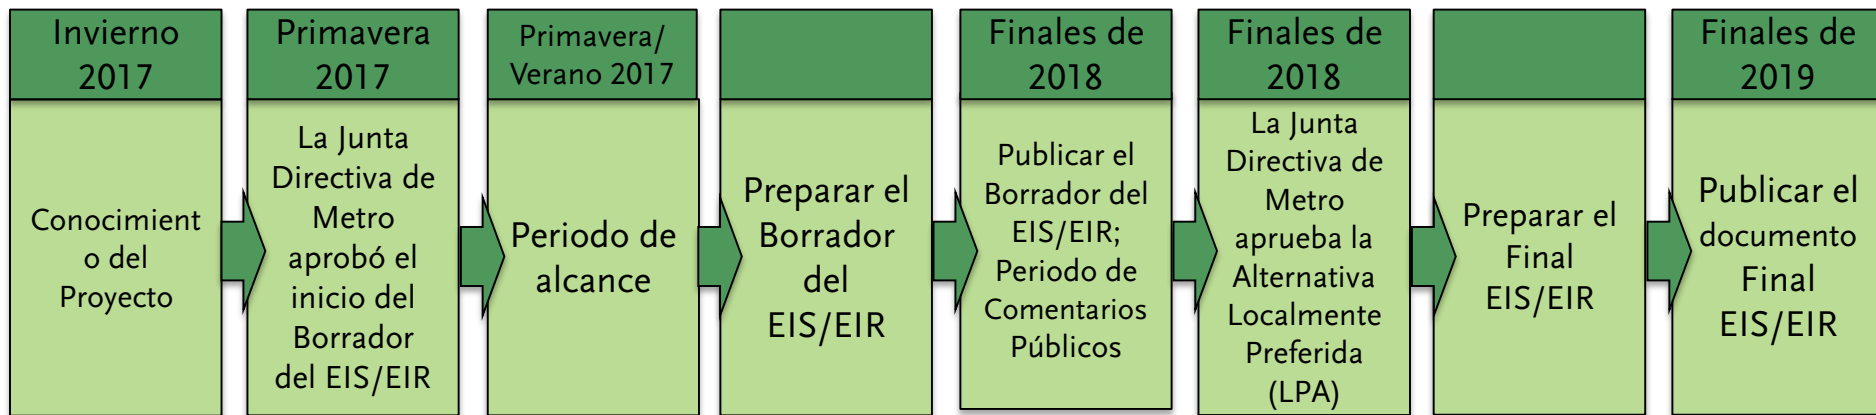 Invierno
2017
Conocimient
o del
Proyecto
Primavera
2017
La Junta
Directiva de
Metro
aprobó el
inicio del
Borrador
del EIS/EIR
Primavera/
Verano 2017
Periodo de
alcance
Preparar el
Borrador
del
EIS/EIR
Finales de
2018
Publicar el
Borrador del
EIS/EIR;
Periodo de
Comentarios
Públicos
Finales de
2018
La Junta
Directiva de
Metro
aprueba la
Alternativa
Localmente
Preferida
(LPA)
Preparar el
Final
EIS/EIR
Finales de
2019
Publicar el
documento
Final
EIS/EIR